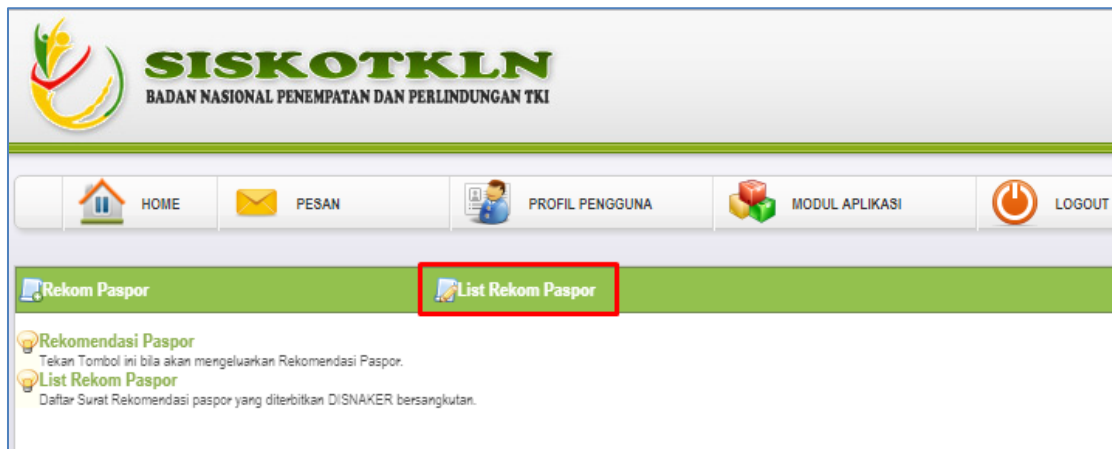 SISKOTKLN
BADAN NASIONAL PENEMPATAN DAN PERLINDUNGAN TKI
HOME PESAN PROFIL PENGGUNA MODUL APLIKASI LOGOUT
Rekom Paspor List Rekom Paspor
Rekomendasi Paspor
Tekan Tombol ini bila akan mengeluarkan Rekomendasi Paspor.
List Rekom Paspor
Daftar Surat Rekomendasi paspor yang diterbitkan DISNAKER bersangkutan.